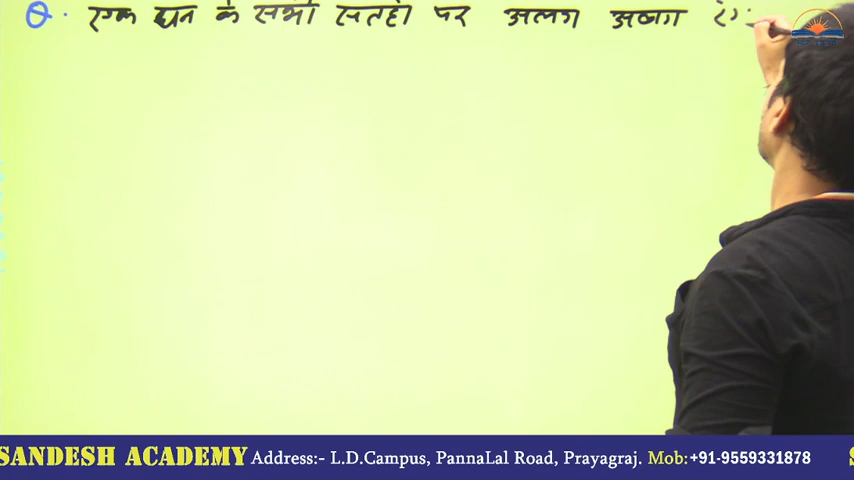 Q. एक घन के सभी सतहो पर अलग अलग रंग
SANDESH ACADEMY Address:- L.D.Campus, PannaLal Road, Prayagraj. Mob:+91-9559331878